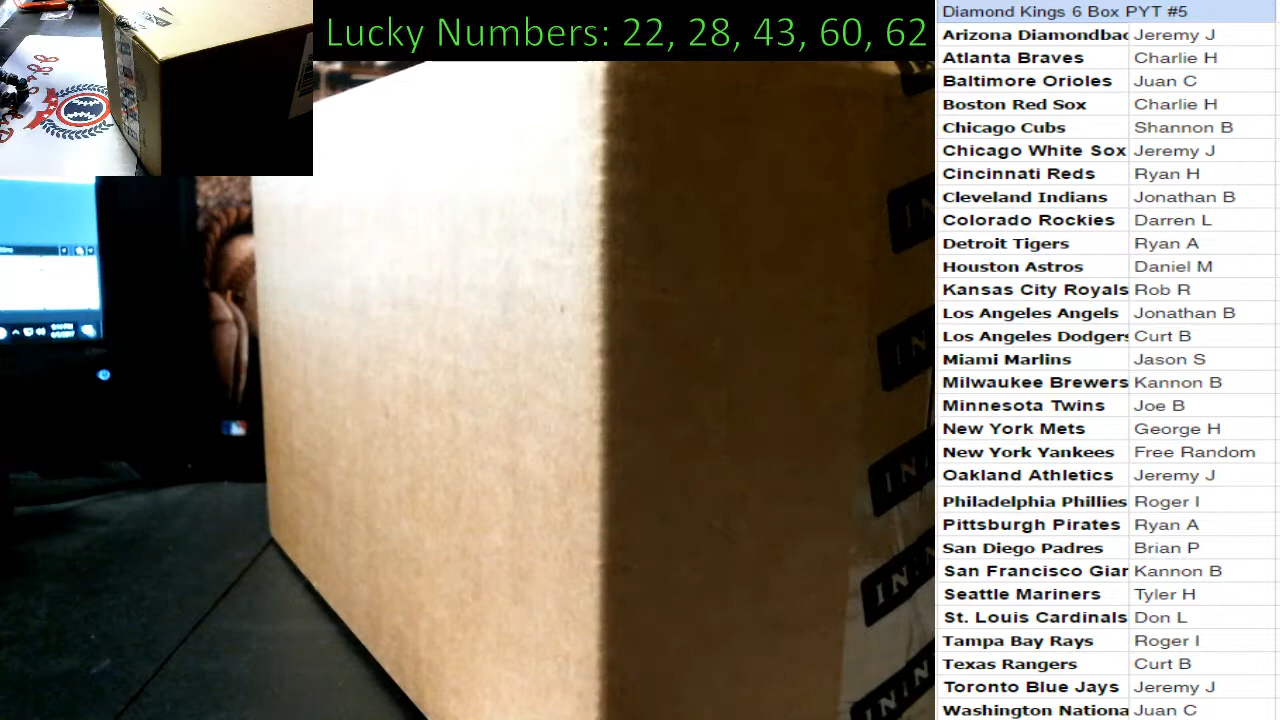 Lucky Numbers: 22, 28, 43, 60, 62
Diamond Kings 6 Box PYT #5
Arizona Diamondbac Jeremy J
Atlanta Braves Charlie H
Baltimore Orioles Juan C
Boston Red Sox Charlie H
Chicago Cubs Shannon B
Chicago White Sox Jeremy J
Cincinnati Reds Ryan H
Cleveland Indians Jonathan B
Colorado Rockies Darren L
Detroit Tigers Ryan A
Houston Astros Daniel M
Kansas City Royals Rob R
Los Angeles Angels Jonathan B
Los Angeles Dodgers Curt B
Miami Marlins Jason S
Milwaukee Brewers Kannon B
Minnesota Twins Joe B
New York Mets George H
New York Yankees Free Random
Oakland Athletics Jeremy J
Philadelphia Phillies Roger I
Pittsburgh Pirates Ryan A
San Diego Padres Brian P
San Francisco Giar Kannon B
Seattle Mariners Tyler H
St. Louis Cardinals Don L
Tampa Bay Rays Roger I
Texas Rangers Curt B
Toronto Blue Jays Jeremy J
Washington Nationa Juan C
IN
IN
IN
IN:N
ININ